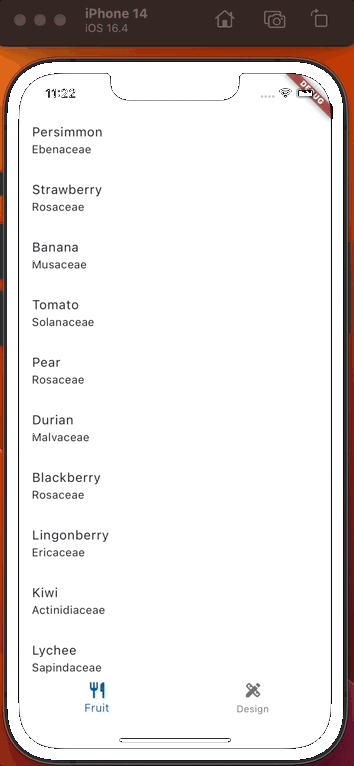 iPhone 14
iOS 16.4
11:22
DEBUG
Persimmon
Ebenaceae
Strawberry
Rosaceae
Banana
Musaceae
Tomato
Solanaceae
Pear
Rosaceae
Durian
Malvaceae
Blackberry
Rosaceae
Lingonberry
Ericaceae
Kiwi
Actinidiaceae
Lychee
Sapindaceae
Fruit
Design